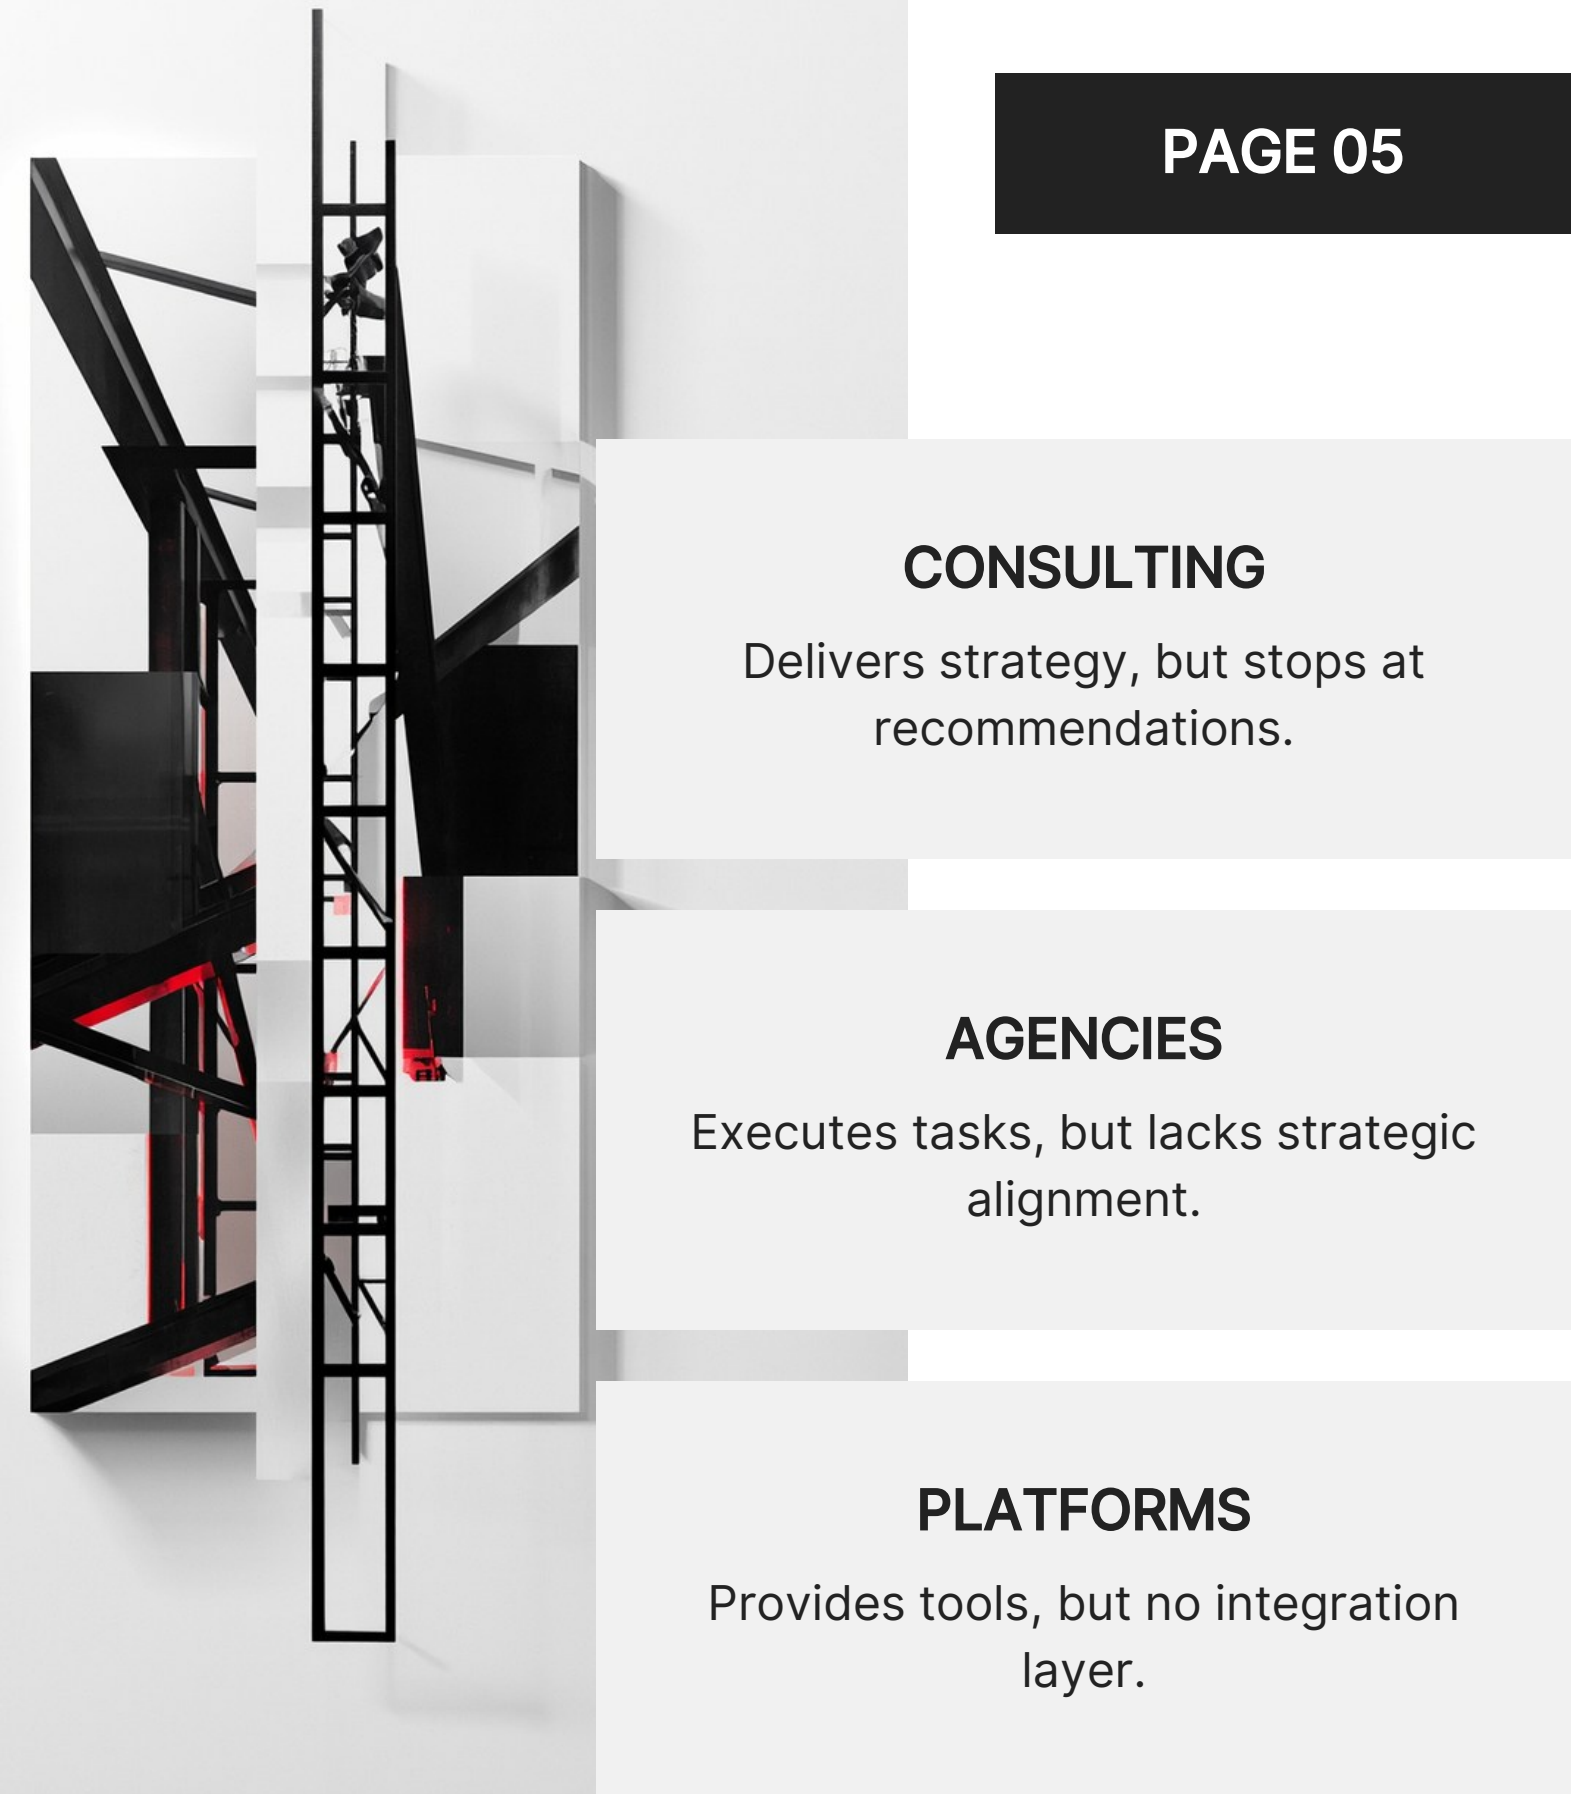 PAGE 05
CONSULTING
Delivers strategy, but stops at
recommendations.
AGENCIES
Executes tasks, but lacks strategic
alignment.
PLATFORMS
Provides tools, but no integration
layer.